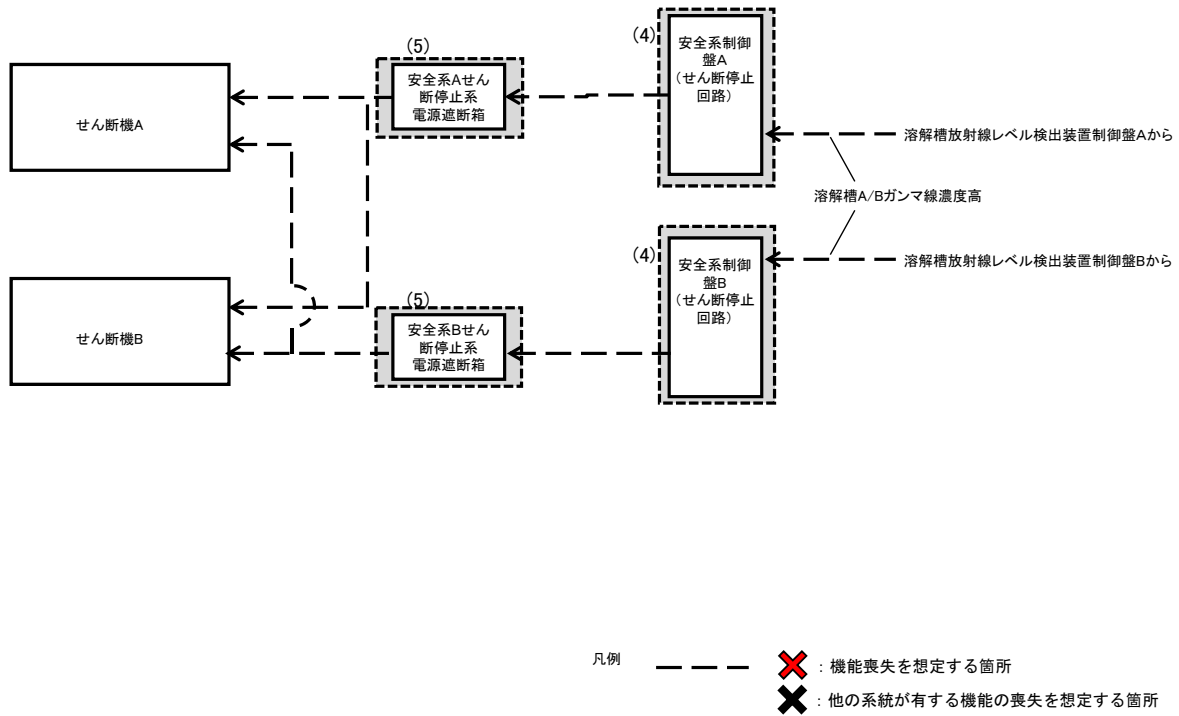 (4)
安全系制御
盤A
(せん断停止
回路)
(5)
安全系Aせん
断停止系
電源遮断箱
せん断機A
溶解槽放射線レベル検出装置制御盤Aから
溶解槽A/Bガンマ線濃度高
(4)
安全系制御
盤B
(せん断停止
回路)
溶解槽放射線レベル検出装置制御盤Bから
(5)
安全系Bせん
断停止系
電源遮断箱
せん断機B
凡例
:機能喪失を想定する箇所
:他の系統が有する機能の喪失を想定する箇所